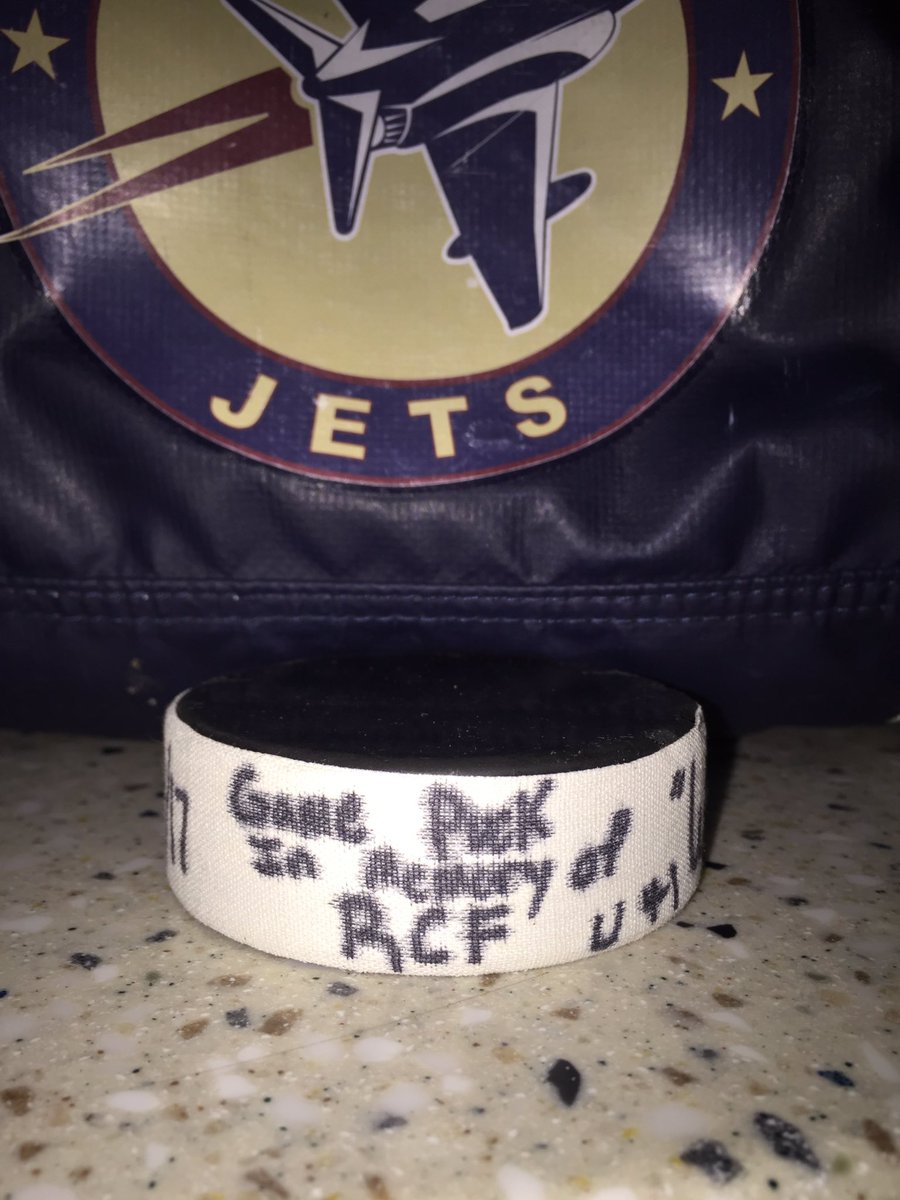 JETS
Game Puck
In Memory of
RCF